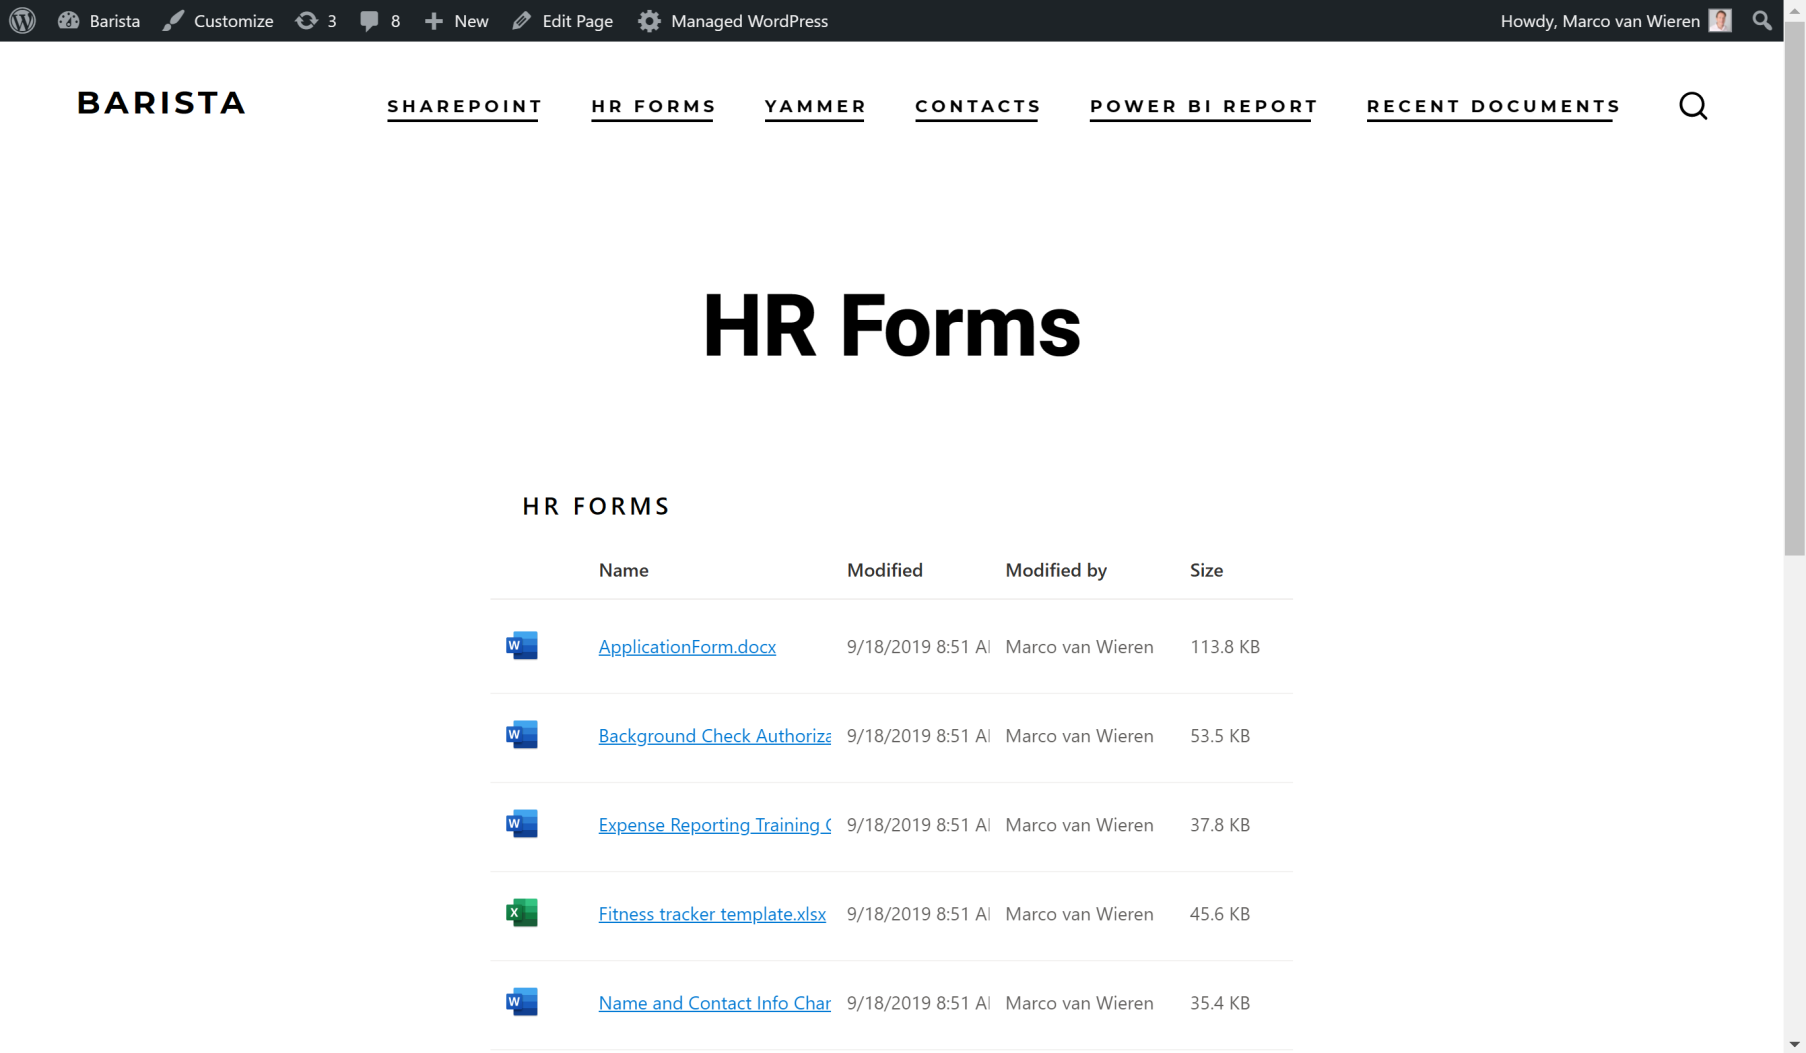 Barista Customize 3 8 New Edit Page Managed WordPress Howdy, Marco van Wieren
BARISTA SHAREPOINT HR FORMS YAMMER CONTACTS POWER BI REPORT RECENT DOCUMENTS
HR Forms
HR FORMS
Name Modified Modified by Size
ApplicationForm.docx 9/18/2019 8:51 Marco van Wieren 113.8 KB
Background Check Authoriza 9/18/2019 8:51 Marco van Wieren 53.5 KB
Expense Reporting Training 9/18/2019 8:51 Marco van Wieren 37.8 KB
Fitness tracker template.xlsx 9/18/2019 8:51 Marco van Wieren 45.6 KB
Name and Contact Info Char 9/18/2019 8:51 Marco van Wieren 35.4 KB